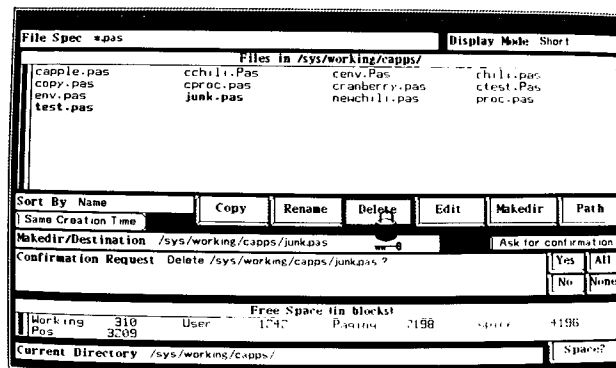 File Spec *.pas Display Mode Short
Files in /sys/working/capps/
capple.pas cchili.Pas cenv.Pas chili.Pas
copy.pas cproc.pas cranberry.pas ctest.Pas
env.pas junk.pas newchili.pas proc.pas
test.pas
Sort By Name Copy Rename Delete Edit Makedir Path
Same Creation Time
Makedir/Destination /sys/working/capps/junk.pas Ask for confirmation
Confirmation Request Delete /sys/working/capps/junk.pas ? Yes All
No None
Free Space (in blocks)
Working 310 User 1242 Paging 2198 4196
Pos 3209
Current Directory /sys/working/capps/ Space?